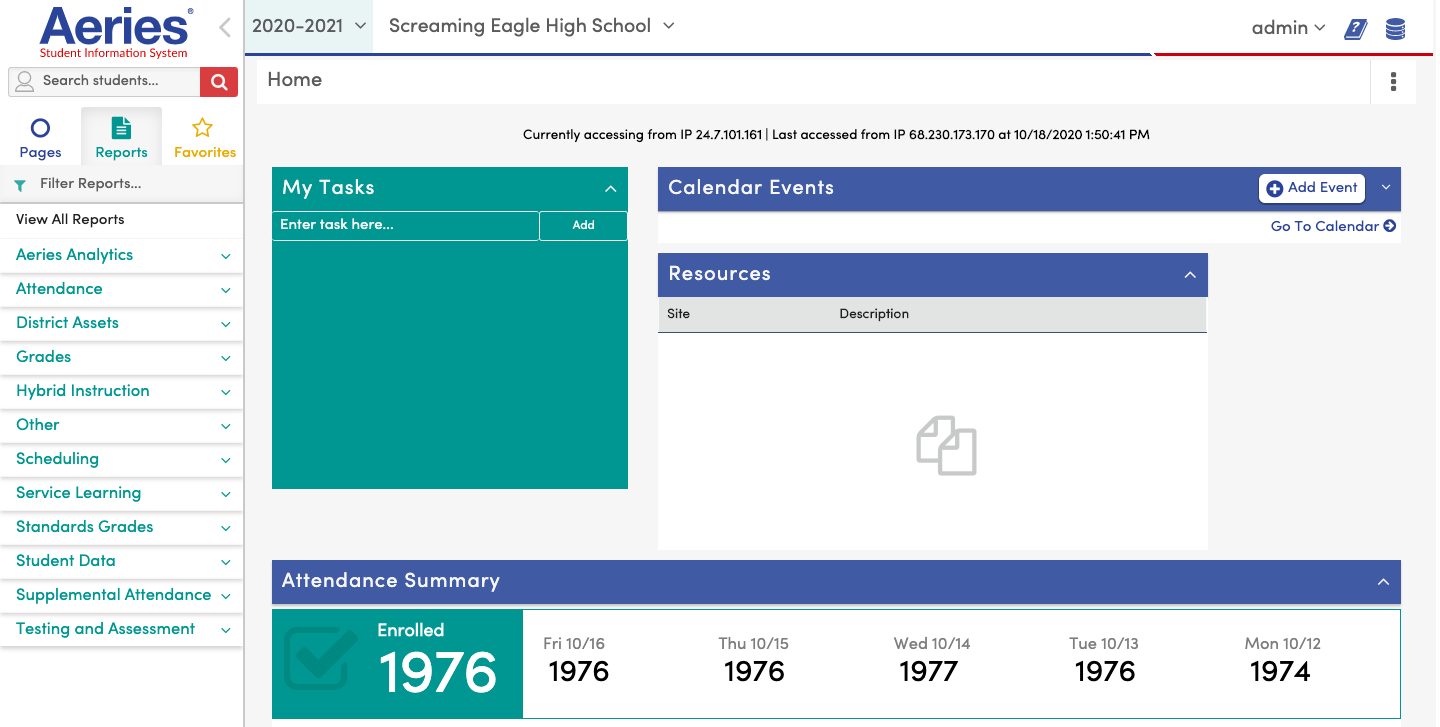 Aeries®
Student Information System
Search students...
Pages
Reports
Favorites
Filter Reports...
View All Reports
Aeries Analytics
Attendance
District Assets
Grades
Hybrid Instruction
Other
Scheduling
Service Learning
Standards Grades
Student Data
Supplemental Attendance
Testing and Assessment
2020-2021
Screaming Eagle High School
admin
?
Home
Currently accessing from IP 24.7.101.161 | Last accessed from IP 68.230.173.170 at 10/18/2020 1:50:41 PM
My Tasks
Enter task here...
Add
Calendar Events
Add Event
Go To Calendar
Resources
Site Description
Attendance Summary
Enrolled
1976
Fri 10/16
1976
Thu 10/15
1976
Wed 10/14
1977
Tue 10/13
1976
Mon 10/12
1974